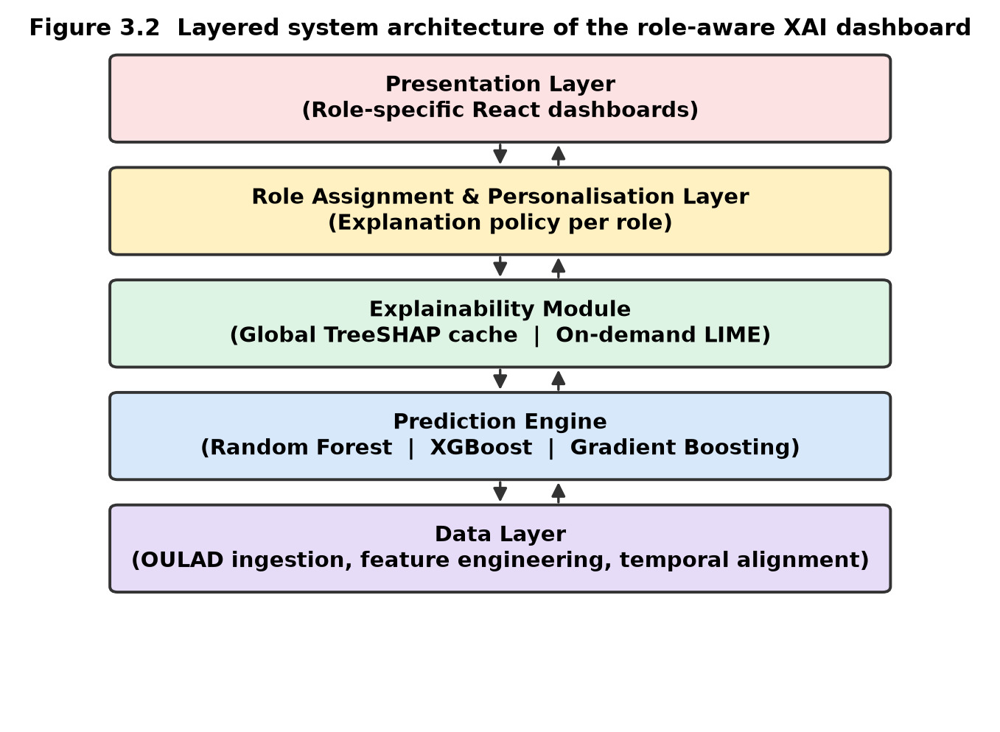 Figure 3.2  Layered system architecture of the role-aware XAI dashboard
Presentation Layer
(Role-specific React dashboards)
Role Assignment & Personalisation Layer
(Explanation policy per role)
Explainability Module
(Global TreeSHAP cache  |  On-demand LIME)
Prediction Engine
(Random Forest  |  XGBoost  |  Gradient Boosting)
Data Layer
(OULAD ingestion, feature engineering, temporal alignment)